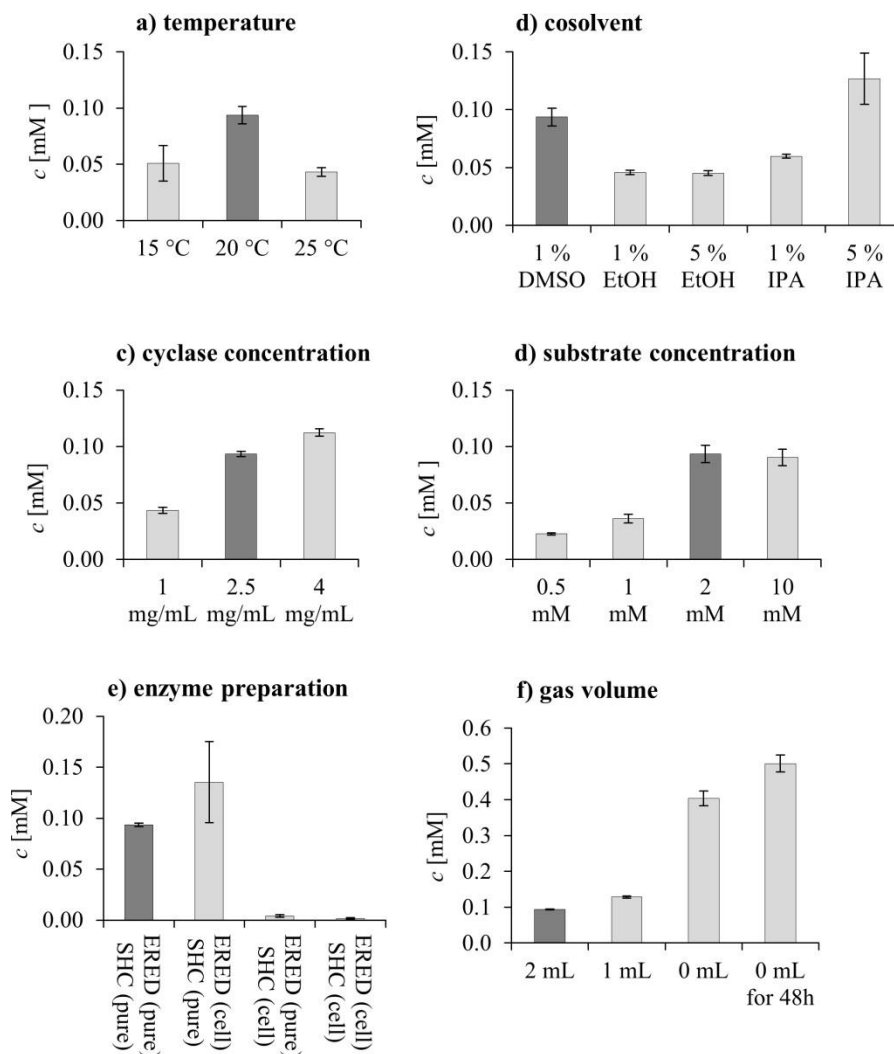 a) temperature
c [mM ]
0.15
0.10
0.05
0.00
15 °C 20 °C 25 °C
d) cosolvent
c [mM]
0.15
0.10
0.05
0.00
1 % 1 % 5 % 1 % 5 %
DMSO EtOH EtOH IPA IPA
c) cyclase concentration
c [mM]
0.15
0.10
0.05
0.00
1 2.5 4
mg/mL mg/mL mg/mL
d) substrate concentration
c [mM ]
0.15
0.10
0.05
0.00
0.5 1 2 10
mM mM mM mM
e) enzyme preparation
c [mM]
0.20
0.15
0.10
0.05
0.00
ERED (pure)
SHC (pure)
ERED (cell)
SHC (pure)
ERED (pure)
SHC (cell)
ERED (cell)
SHC (cell)
f) gas volume
c [mM]
0.6
0.5
0.4
0.3
0.2
0.1
0.0
2 mL 1 mL 0 mL 0 mL
for 48h